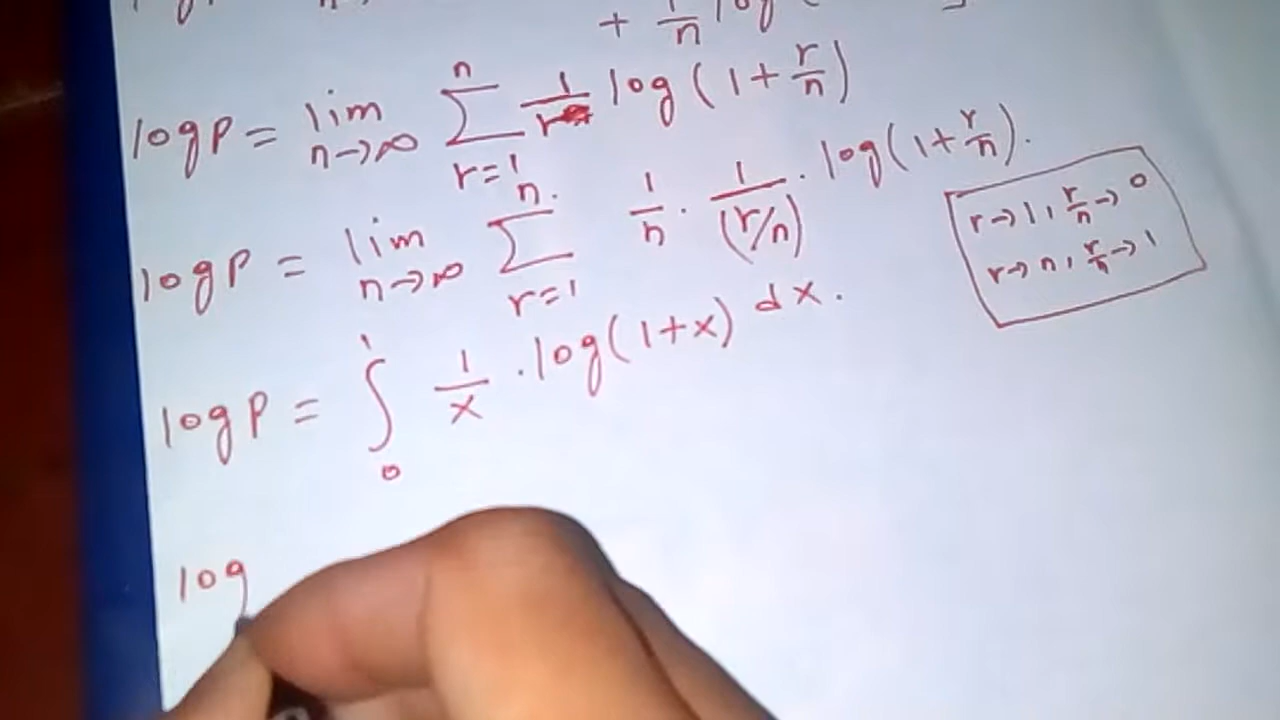 + 1/n log (
log p = lim n→∞ Σ r=1 n 1/r log(1+r/n)
log p = lim n→∞ Σ r=1 n. 1/n · 1/(r/n) · log(1+r/n).
r→1, r/n→0
r→n, r/n→1
log p = ∫ 0 1 1/x · log(1+x) dx.
log